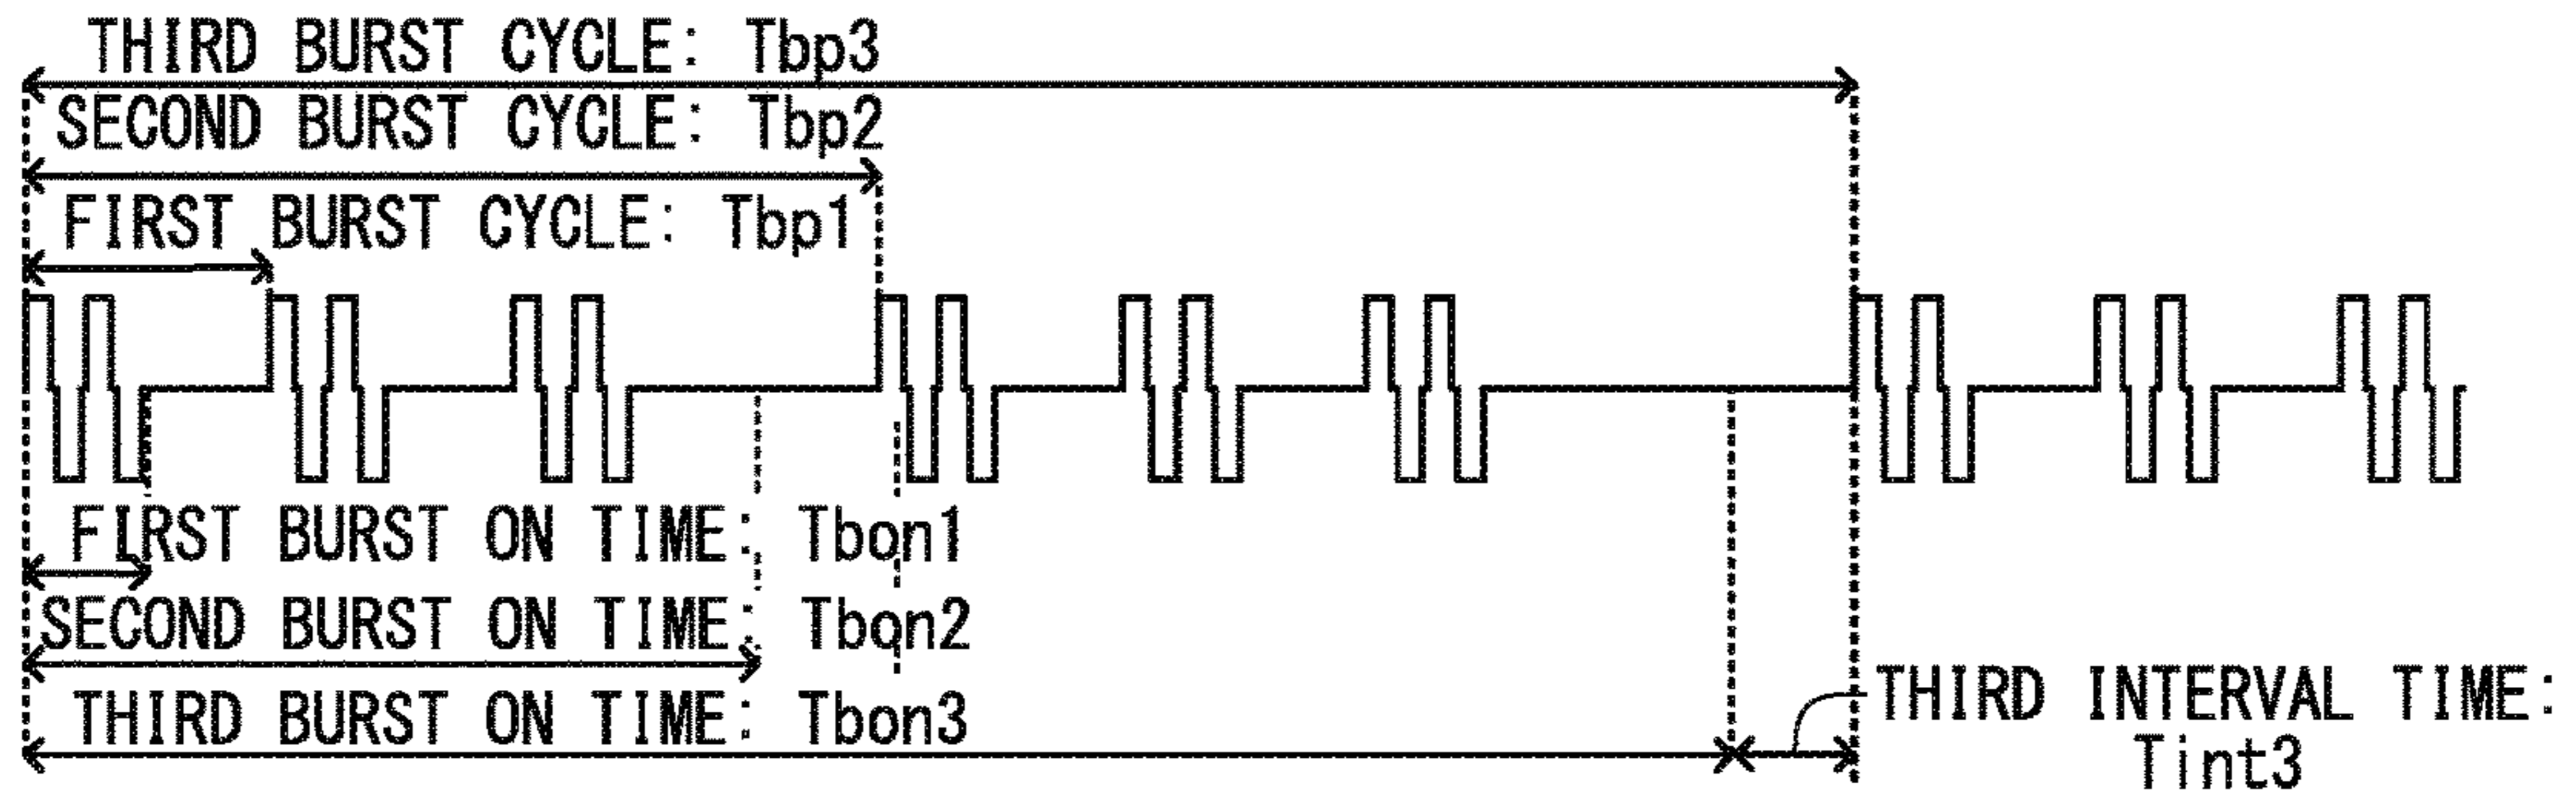 THIRD BURST CYCLE: Tbp3
SECOND BURST CYCLE: Tbp2
FIRST BURST CYCLE: Tbp1
FIRST BURST ON TIME: Tbon1
SECOND BURST ON TIME: Tbon2
THIRD BURST ON TIME: Tbon3
THIRD INTERVAL TIME:
Tint3